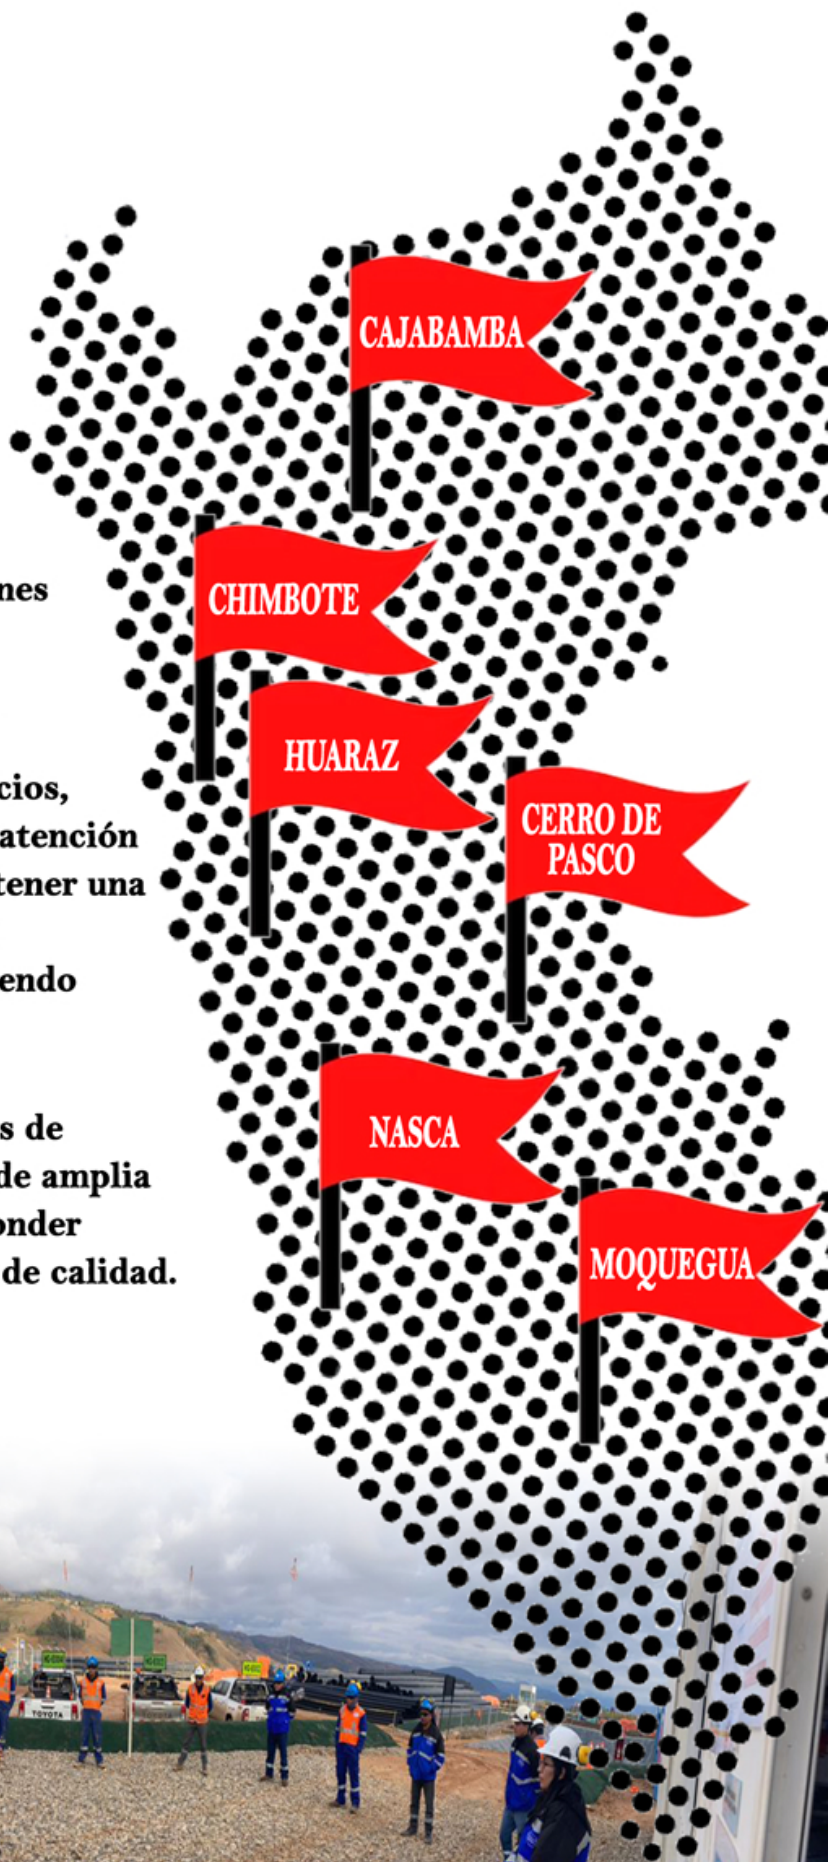 CAJABAMBA
nes
CHIMBOTE
HUARAZ
cios,
atención
tener una
CERRO DE
PASCO
endo
NASCA
s de
de amplia
onder
de calidad.
MOQUEGUA
TOYOTA